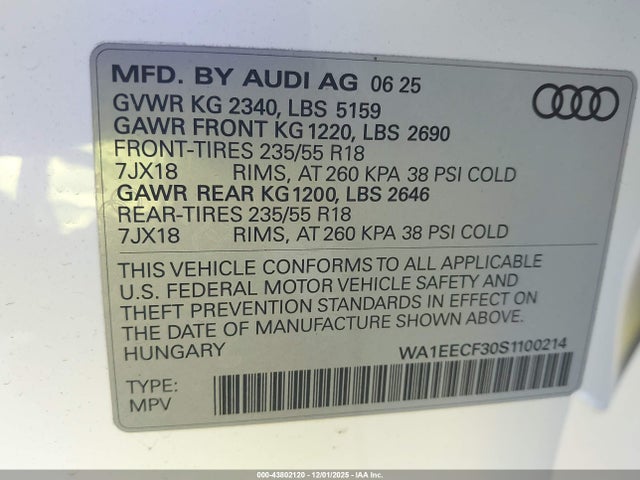 MFD. BY AUDI AG 06 25
GVWR KG 2340, LBS 5159
GAWR FRONT KG 1220, LBS 2690
FRONT-TIRES 235/55 R18
7JX18 RIMS, AT 260 KPA 38 PSI COLD
GAWR REAR KG 1200, LBS 2646
REAR-TIRES 235/55 R18
7JX18 RIMS, AT 260 KPA 38 PSI COLD
THIS VEHICLE CONFORMS TO ALL APPLICABLE
U.S. FEDERAL MOTOR VEHICLE SAFETY AND
THEFT PREVENTION STANDARDS IN EFFECT ON
THE DATE OF MANUFACTURE SHOWN ABOVE.
HUNGARY WA1EECF30S1100214
TYPE:
MPV
000-43802120 - 12/01/2025 - IAA Inc.